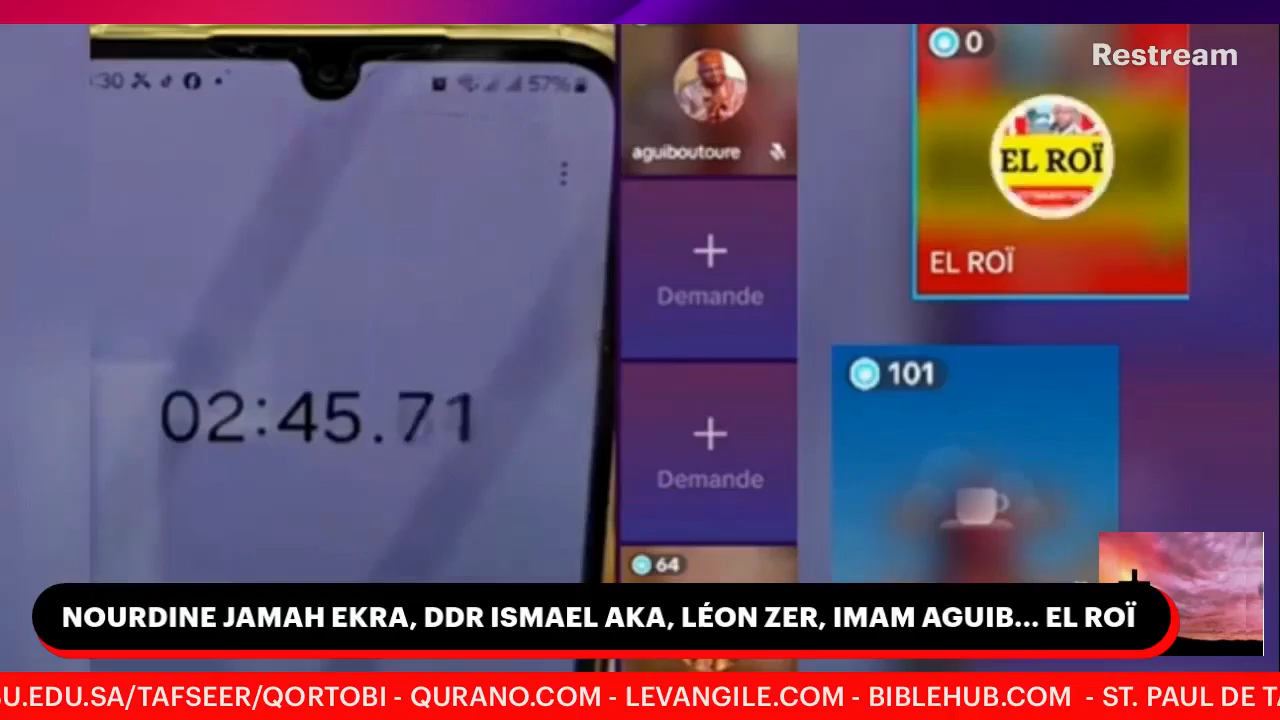 :30
57%
02:45.71
aguiboutoure
Demande
Demande
64
0
EL ROÏ
EL ROÏ
101
Restream
NOURDINE JAMAH EKRA, DDR ISMAEL AKA, LÉON ZER, IMAM AGUIB... EL ROÏ
SU.EDU.SA/TAFSEER/QORTOBI - QURANO.COM - LEVANGILE.COM - BIBLEHUB.COM - ST. PAUL DE TA